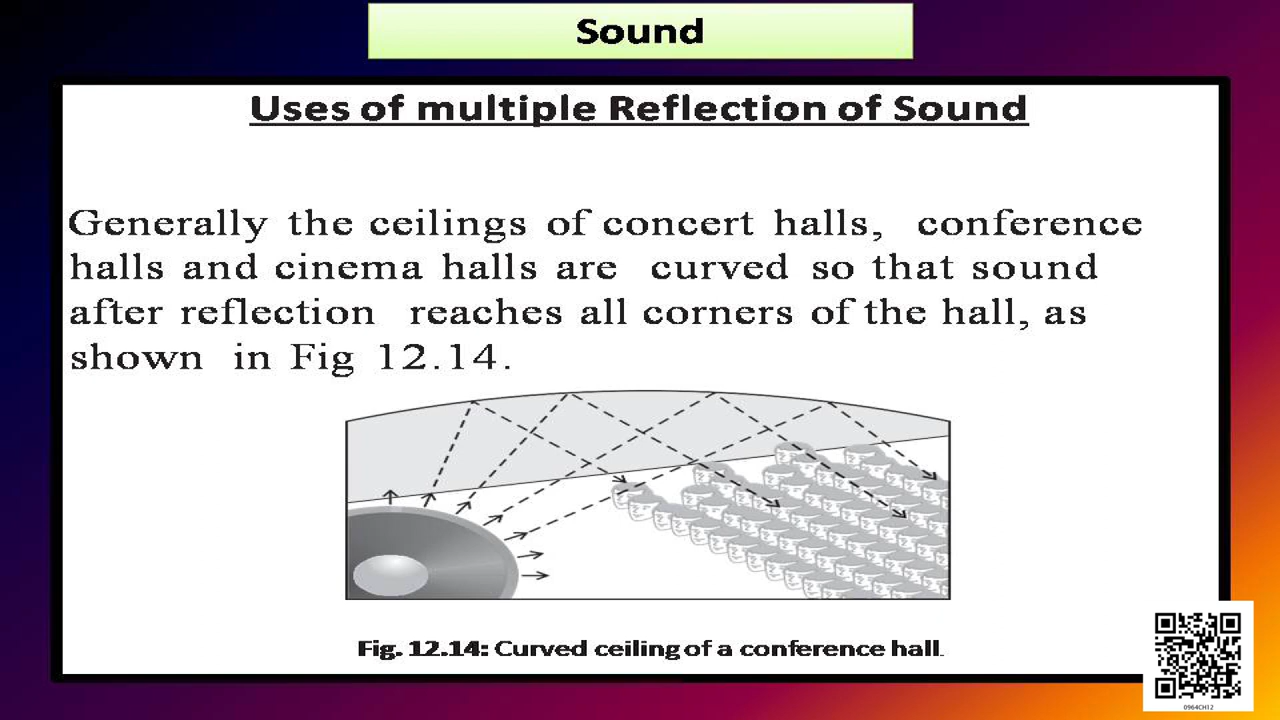 Sound
Uses of multiple Reflection of Sound
Generally the ceilings of concert halls, conference
halls and cinema halls are curved so that sound
after reflection reaches all corners of the hall, as
shown in Fig 12.14.
Fig. 12.14: Curved ceiling of a conference hall.
0964CH12